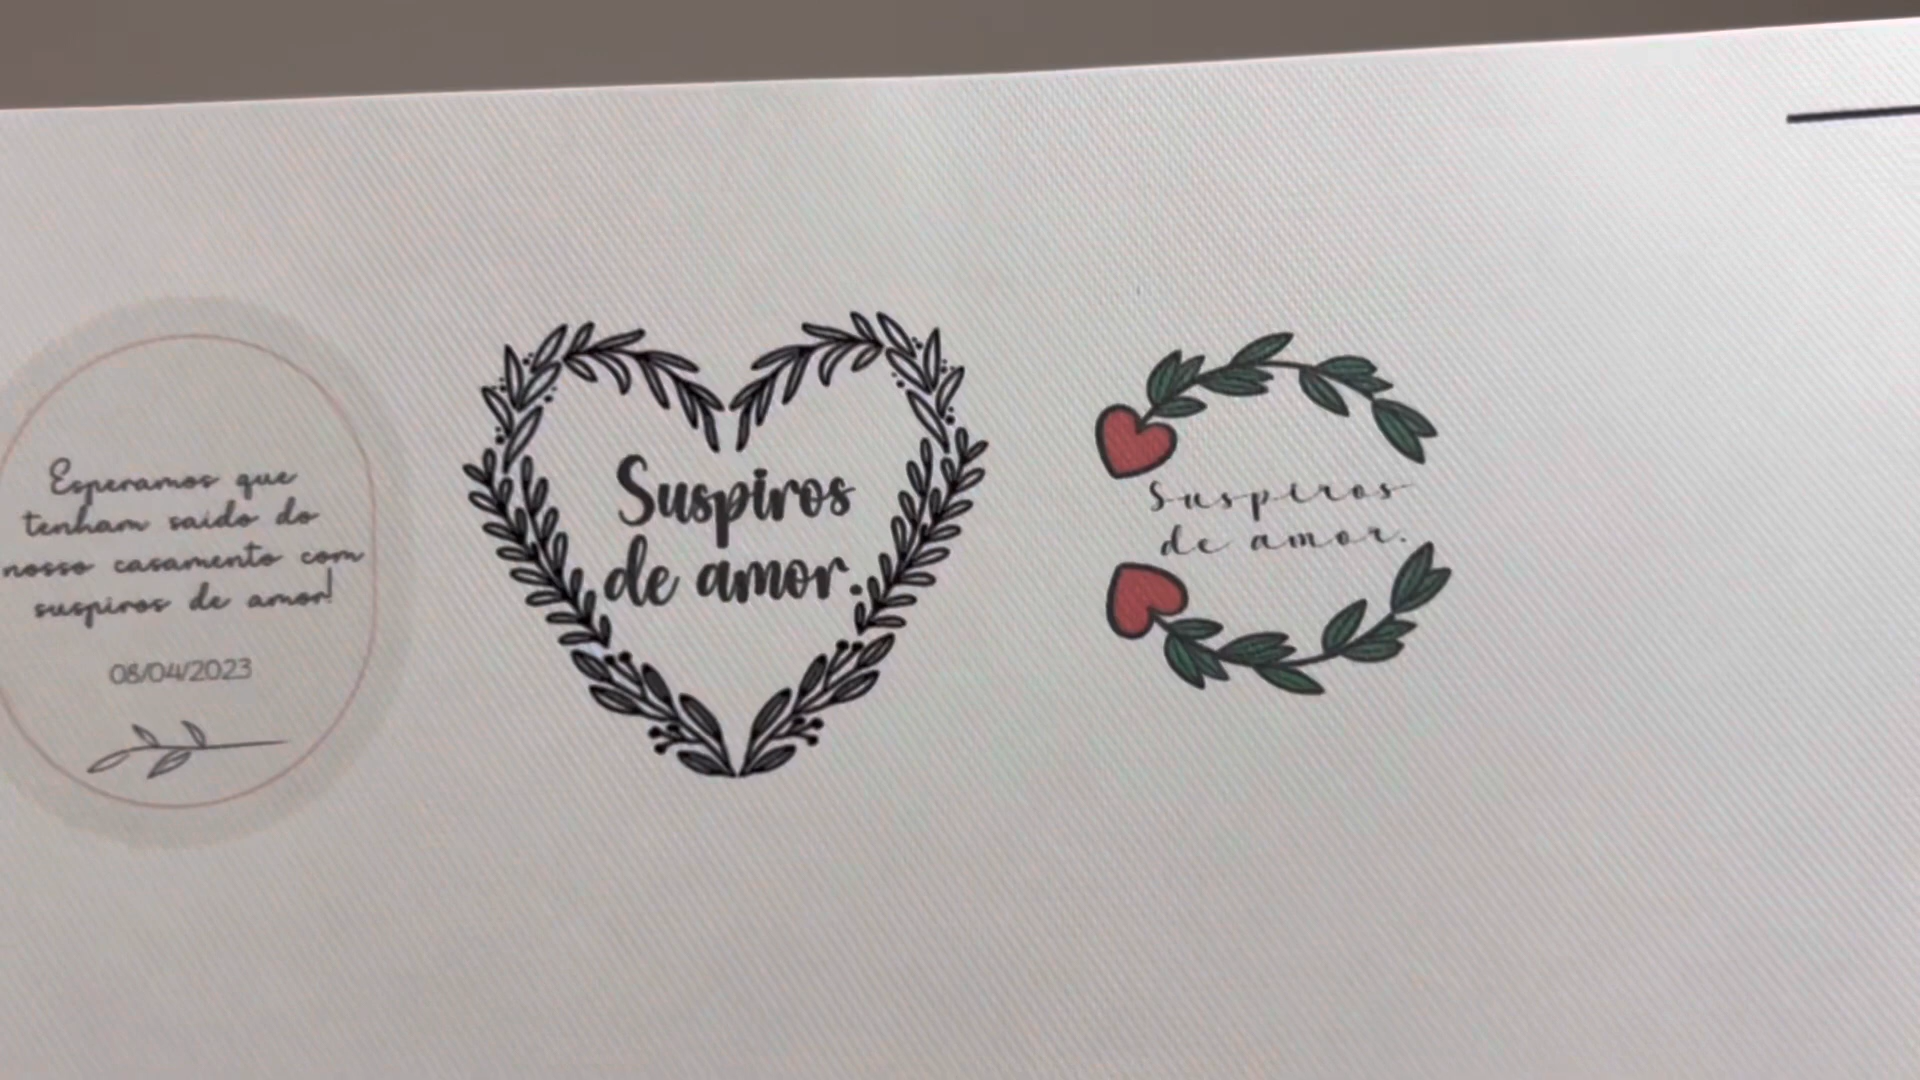 Esperamos que
tenham saido do
nosso casamento com
suspiros de amor!
08/04/2023
Suspiros
de amor.
Suspiros
de amor.